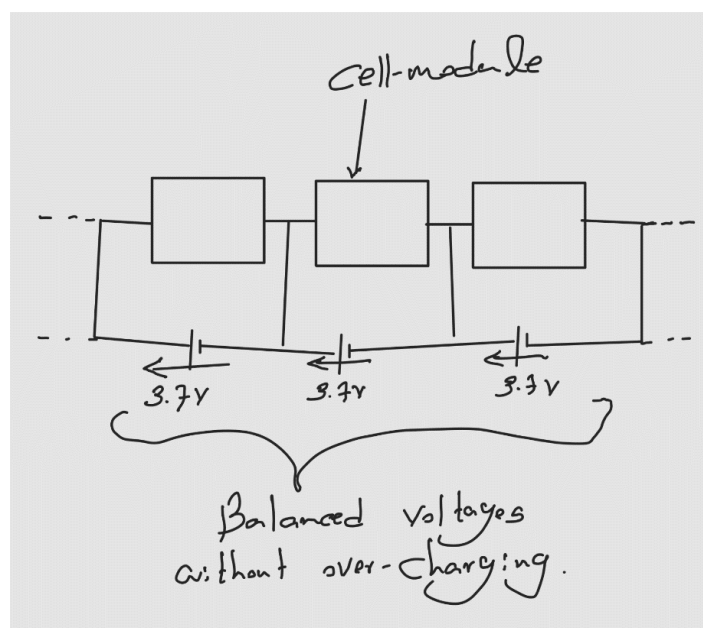 Cell-module
3.7V 3.7V 3.7V
Balanced voltages
without over-charging.